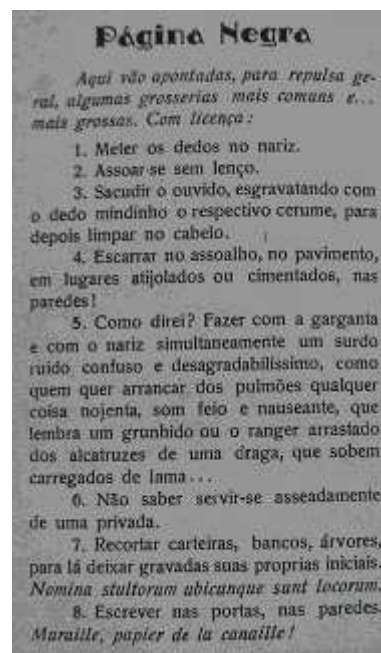 Página Negra
Aqui vão apontadas, para repulsa ge-
ral, algumas grosserias mais comuns e...
mais grossas. Com licença:
1. Meter os dedos no nariz.
2. Assoar-se sem lenço.
3. Sacudir o ouvido, esgravatando com
o dedo mindinho o respectivo cerume, para
depois limpar no cabelo.
4. Escarrar no assoalho, no pavimento,
em lugares atijolados ou cimentados, nas
paredes!
5. Como direi? Fazer com a garganta
e com o nariz simultaneamente um surdo
ruido confuso e desagradabilissimo, como
quem quer arrancar dos pulmões qualquer
coisa nojenta, som feio e nauseante, que
lembra um grunhido ou o ranger arrastado
dos alcatruzes de uma draga, que sobem
carregados de lama...
6. Não saber servir-se asseadamente
de uma privada.
7. Recortar carteiras, bancos, árvores,
para lá deixar gravadas suas proprias iniciais.
Nomina stultorum ubicunque sunt locorum.
8. Escrever nas portas, nas paredes.
Muraille, papier de la canaille!